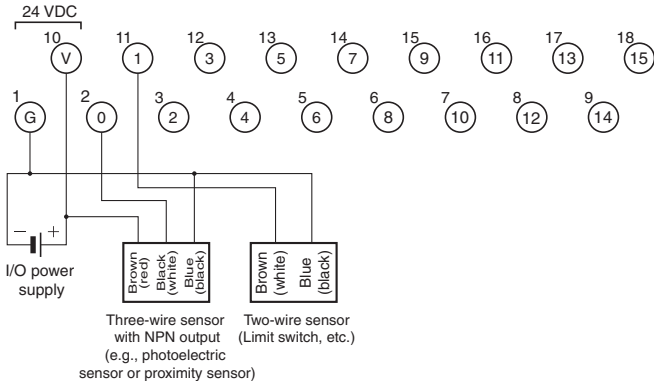 24 VDC
10 11 12 13 14 15 16 17 18
V 1 3 5 7 9 11 13 15
1 2 3 4 5 6 7 8 9
G 0 2 4 6 8 10 12 14
− +
I/O power
supply
Brown
(red)
Black
(white)
Blue
(black)
Brown
(white)
Blue
(black)
Three-wire sensor
with NPN output
(e.g., photoelectric
sensor or proximity sensor)
Two-wire sensor
(Limit switch, etc.)